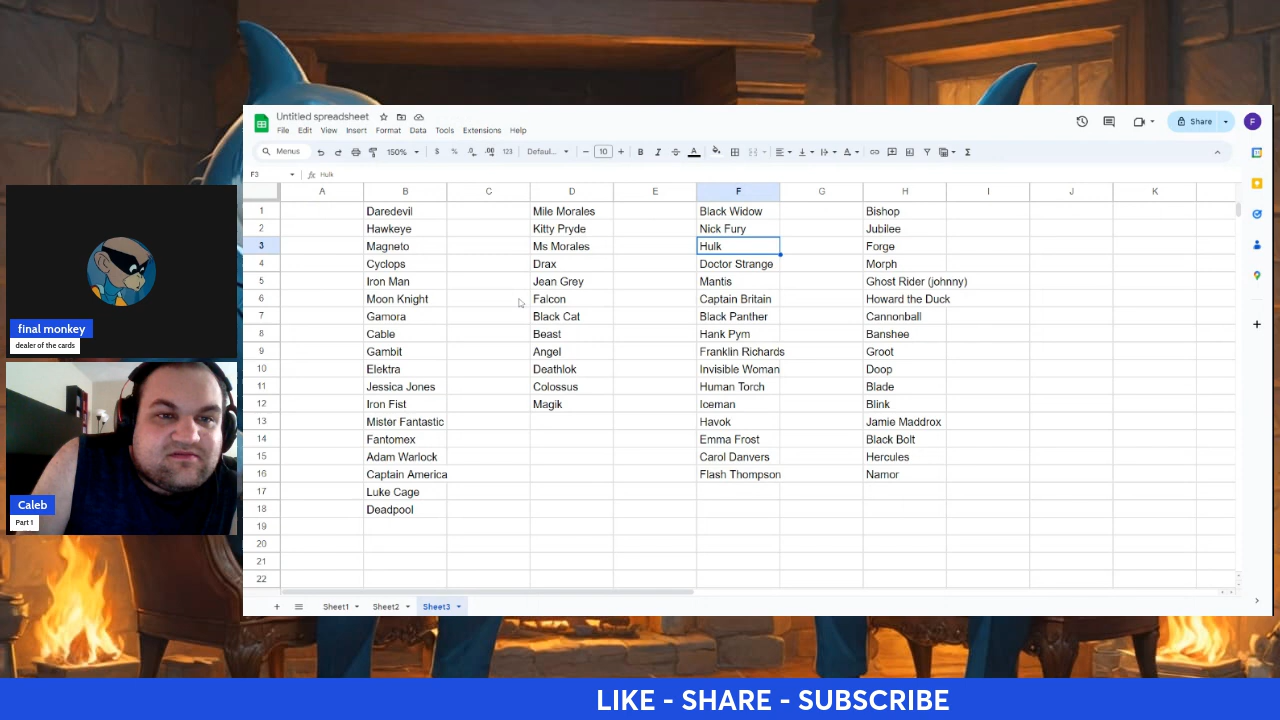 Untitled spreadsheet
File Edit View Insert Format Data Tools Extensions Help
Share
F
Menus 150% $ % .0 .00 123 Defaul... 10 B I A
F3 fx Hulk
A B C D E F G H I J K
1 Daredevil Mile Morales Black Widow Bishop
2 Hawkeye Kitty Pryde Nick Fury Jubilee
3 Magneto Ms Morales Hulk Forge
4 Cyclops Drax Doctor Strange Morph
5 Iron Man Jean Grey Mantis Ghost Rider (johnny)
6 Moon Knight Falcon Captain Britain Howard the Duck
7 Gamora Black Cat Black Panther Cannonball
8 Cable Beast Hank Pym Banshee
9 Gambit Angel Franklin Richards Groot
10 Elektra Deathlok Invisible Woman Doop
11 Jessica Jones Colossus Human Torch Blade
12 Iron Fist Magik Iceman Blink
13 Mister Fantastic Havok Jamie Maddrox
14 Fantomex Emma Frost Black Bolt
15 Adam Warlock Carol Danvers Hercules
16 Captain America Flash Thompson Namor
17 Luke Cage
18 Deadpool
19
20
21
22
Sheet1 Sheet2 Sheet3
final monkey
dealer of the cards
Caleb
Part 1
LIKE - SHARE - SUBSCRIBE